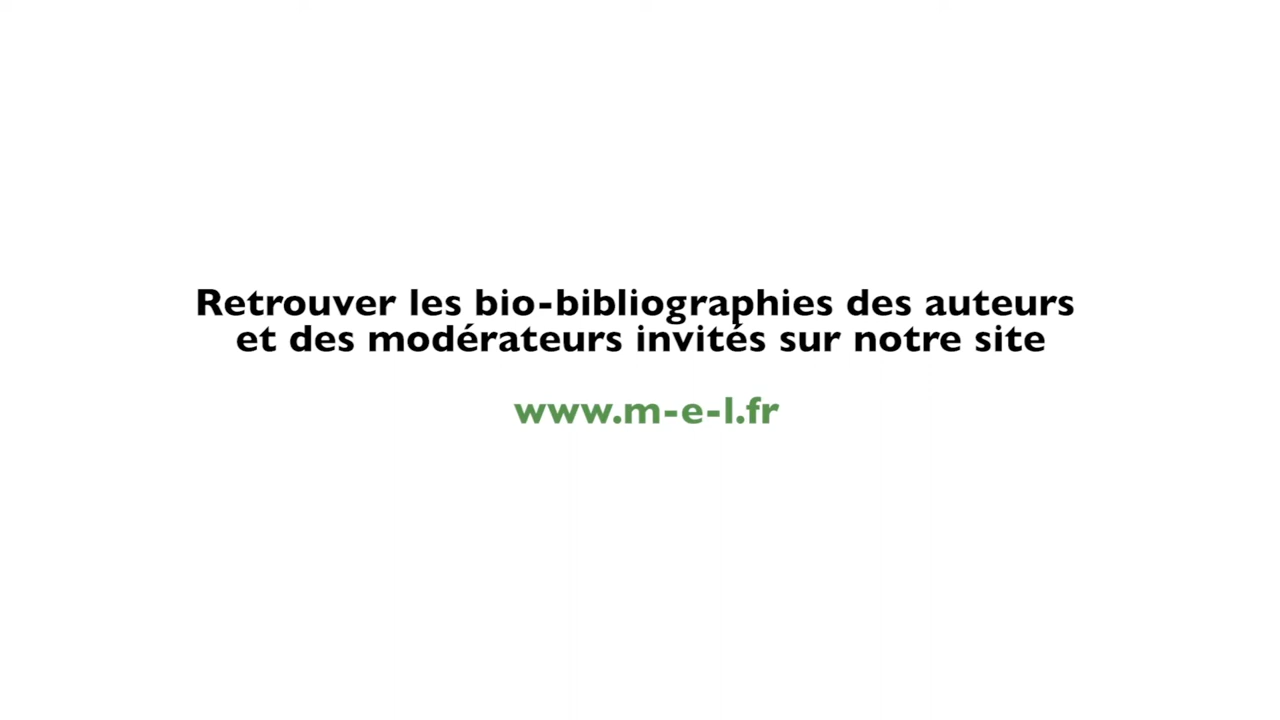 Retrouver les bio-bibliographies des auteurs
et des modérateurs invités sur notre site
www.m-e-l.fr